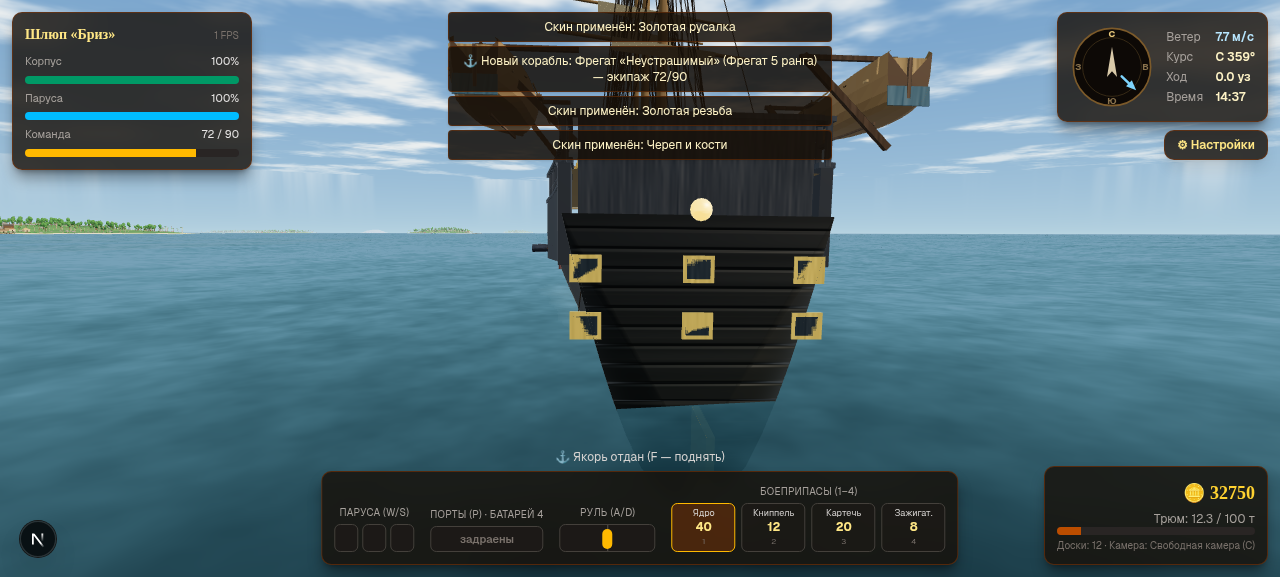 Шлюп «Бриз»
1 FPS
Корпус
100%
Паруса
100%
Команда
72 / 90
Скин применён: Золотая русалка
⚓ Новый корабль: Фрегат «Неустрашимый» (Фрегат 5 ранга)
— экипаж 72/90
Скин применён: Золотая резьба
Скин применён: Череп и кости
С
З
В
Ю
Ветер 7.7 м/с
Курс С 359°
Ход 0.0 уз
Время 14:37
⚙ Настройки
⚓ Якорь отдан (F — поднять)
ПАРУСА (W/S)
ПОРТЫ (P) · БАТАРЕЙ 4
задраены
РУЛЬ (A/D)
БОЕПРИПАСЫ (1–4)
Ядро
40
1
Книппель
12
2
Картечь
20
3
Зажигат.
8
4
32750
Трюм: 12.3 / 100 т
Доски: 12 · Камера: Свободная камера (C)
N